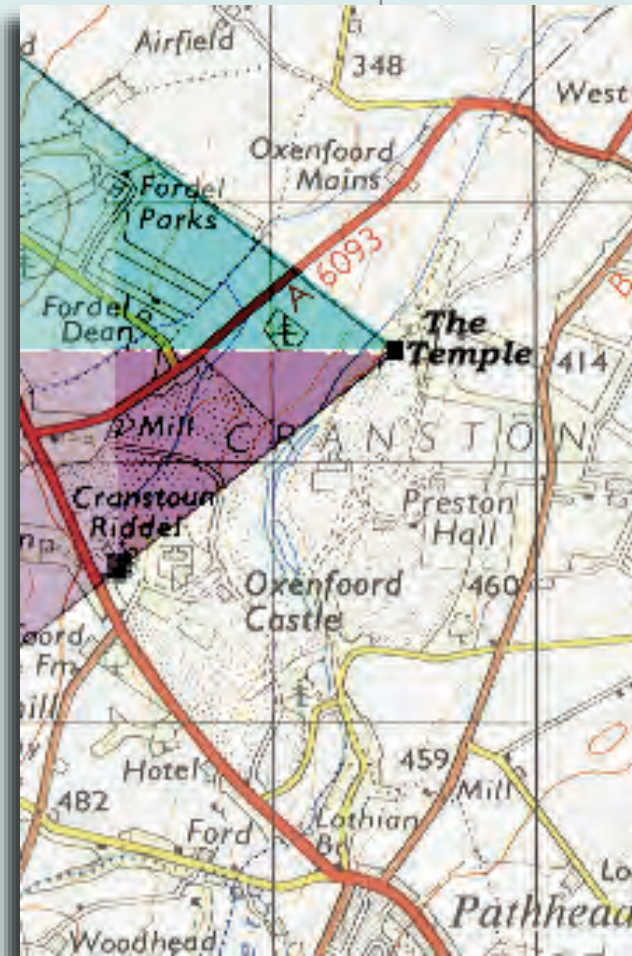 Airfield
348
West
Oxenfoord
Mains
Fordel
Parks
A 6093
B
Fordel
Dean
The
Temple
414
Mill
CRANSTON
Cranstoun
Riddel
Preston
Hall
460
Oxenfoord
Castle
Fm
459
Hotel
Mill
482
Ford
Lothian
Br
Pathhead
Woodhead